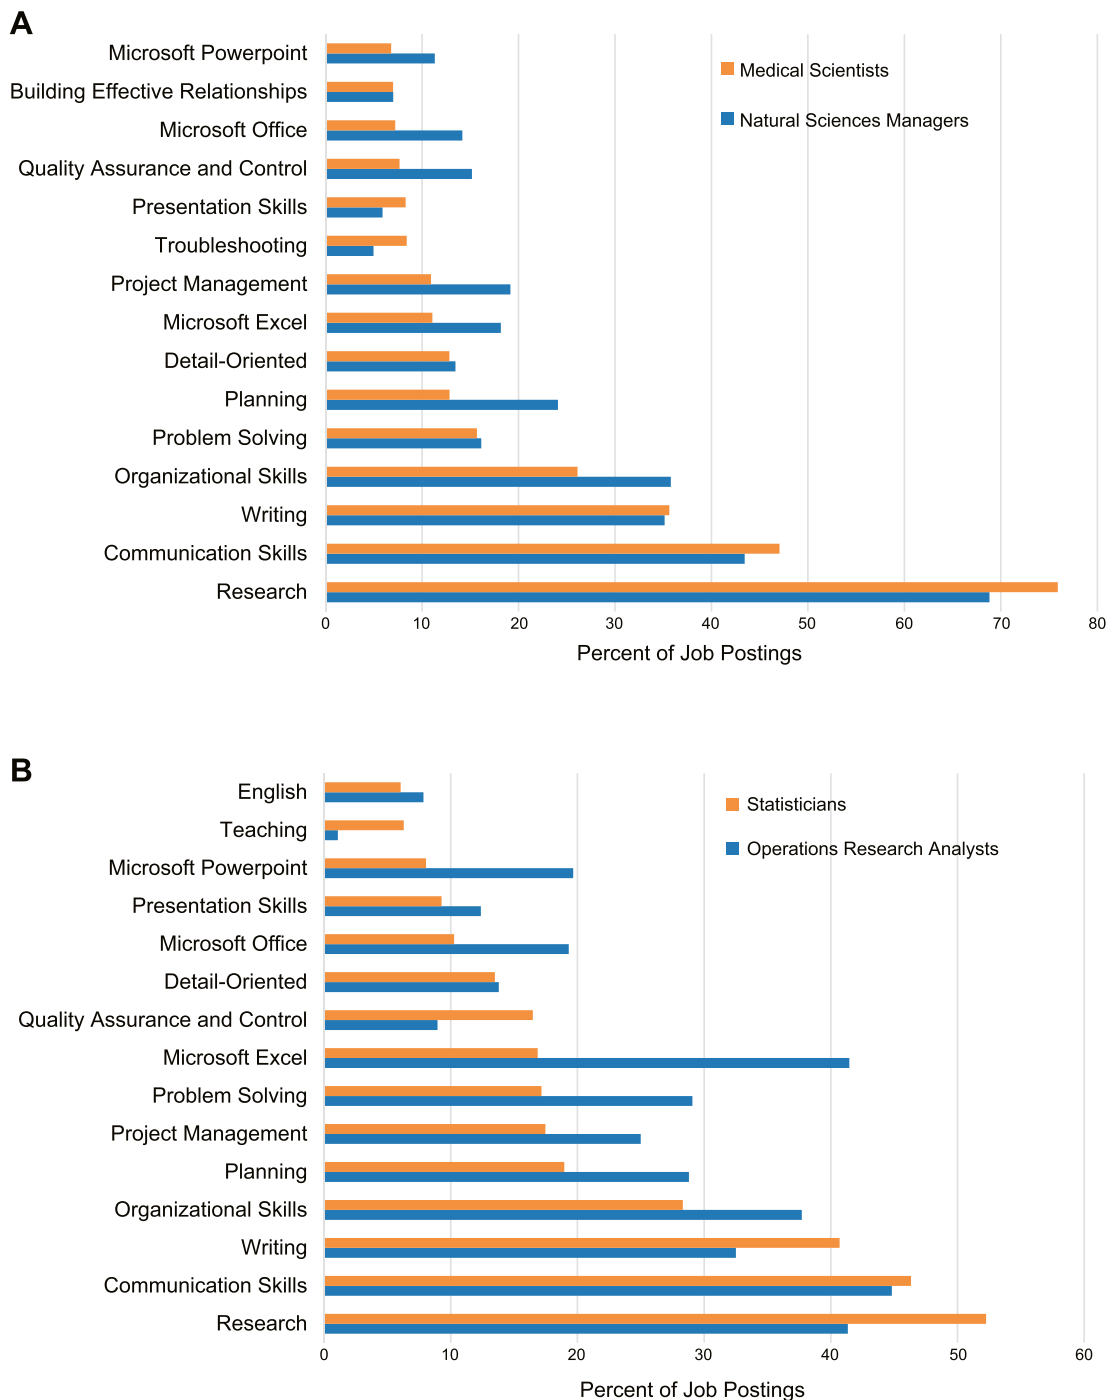 A
Microsoft Powerpoint
Building Effective Relationships
Microsoft Office
Quality Assurance and Control
Presentation Skills
Troubleshooting
Project Management
Microsoft Excel
Detail-Oriented
Planning
Problem Solving
Organizational Skills
Writing
Communication Skills
Research
Medical Scientists
Natural Sciences Managers
0 10 20 30 40 50 60 70 80
Percent of Job Postings
B
English
Teaching
Microsoft Powerpoint
Presentation Skills
Microsoft Office
Detail-Oriented
Quality Assurance and Control
Microsoft Excel
Problem Solving
Project Management
Planning
Organizational Skills
Writing
Communication Skills
Research
Statisticians
Operations Research Analysts
0 10 20 30 40 50 60
Percent of Job Postings